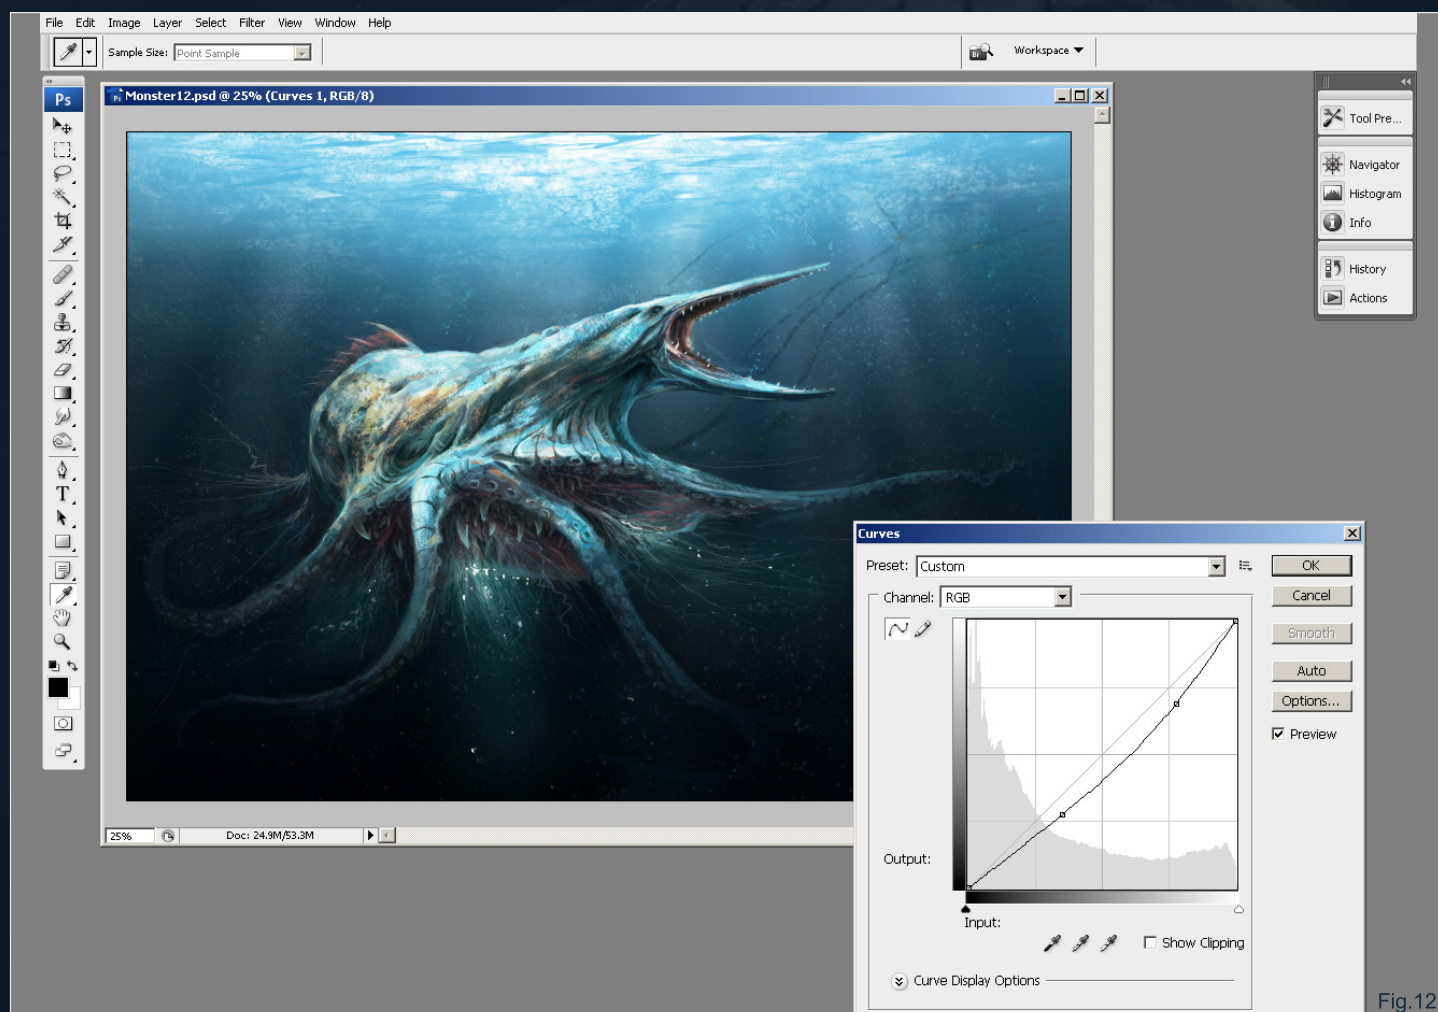 File Edit Image Layer Select Filter View Window Help
Sample Size: Point Sample
Br
Workspace
Ps
Monster12.psd @ 25% (Curves 1, RGB/8)
Tool Pre...
Navigator
Histogram
Info
History
Actions
T
25%
Doc: 24.9M/53.3M
Curves
Preset: Custom
OK
Channel: RGB
Cancel
Smooth
Auto
Options...
Preview
Output:
Input:
Show Clipping
Curve Display Options
Fig.12